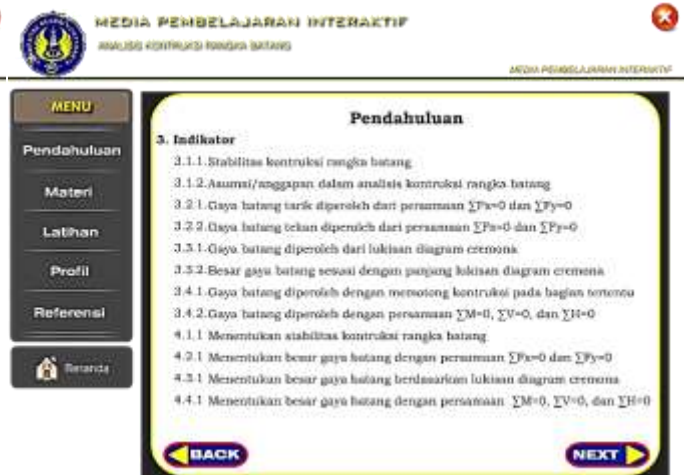 MEDIA PEMBELAJARAN INTERAKTIF
ANALISIS KONTRUKSI RANGKA BATANG
MEDIA PEMBELAJARAN INTERAKTIF
MENU
Pendahuluan
Materi
Latihan
Profil
Referensi
Beranda
Pendahuluan
3. Indikator
3.1.1.Stabilitas kontruksi rangka batang
3.1.2.Asumsi/anggapan dalam analisis kontruksi rangka batang
3.2.1.Gaya batang tarik diperoleh dari persamaan ∑Fx=0 dan ∑Fy=0
3.2.2.Gaya batang tekan diperoleh dari persamaan ∑Fx=0 dan ∑Fy=0
3.3.1.Gaya batang diperoleh dari lukisan diagram cremona
3.3.2.Besar gaya batang sesuai dengan panjang lukisan diagram cremona
3.4.1.Gaya batang diperoleh dengan memotong kontruksi pada bagian tertentu
3.4.2.Gaya batang diperoleh dengan persamaan ∑M=0, ∑V=0, dan ∑H=0
4.1.1 Menentukan stabilitas kontruksi rangka batang
4.2.1 Menentukan besar gaya batang dengan persamaan ∑Fx=0 dan ∑Fy=0
4.3.1 Menentukan besar gaya batang berdasarkan lukisan diagram cremona
4.4.1 Menentukan besar gaya batang dengan persamaan ∑M=0, ∑V=0, dan ∑H=0
BACK
NEXT